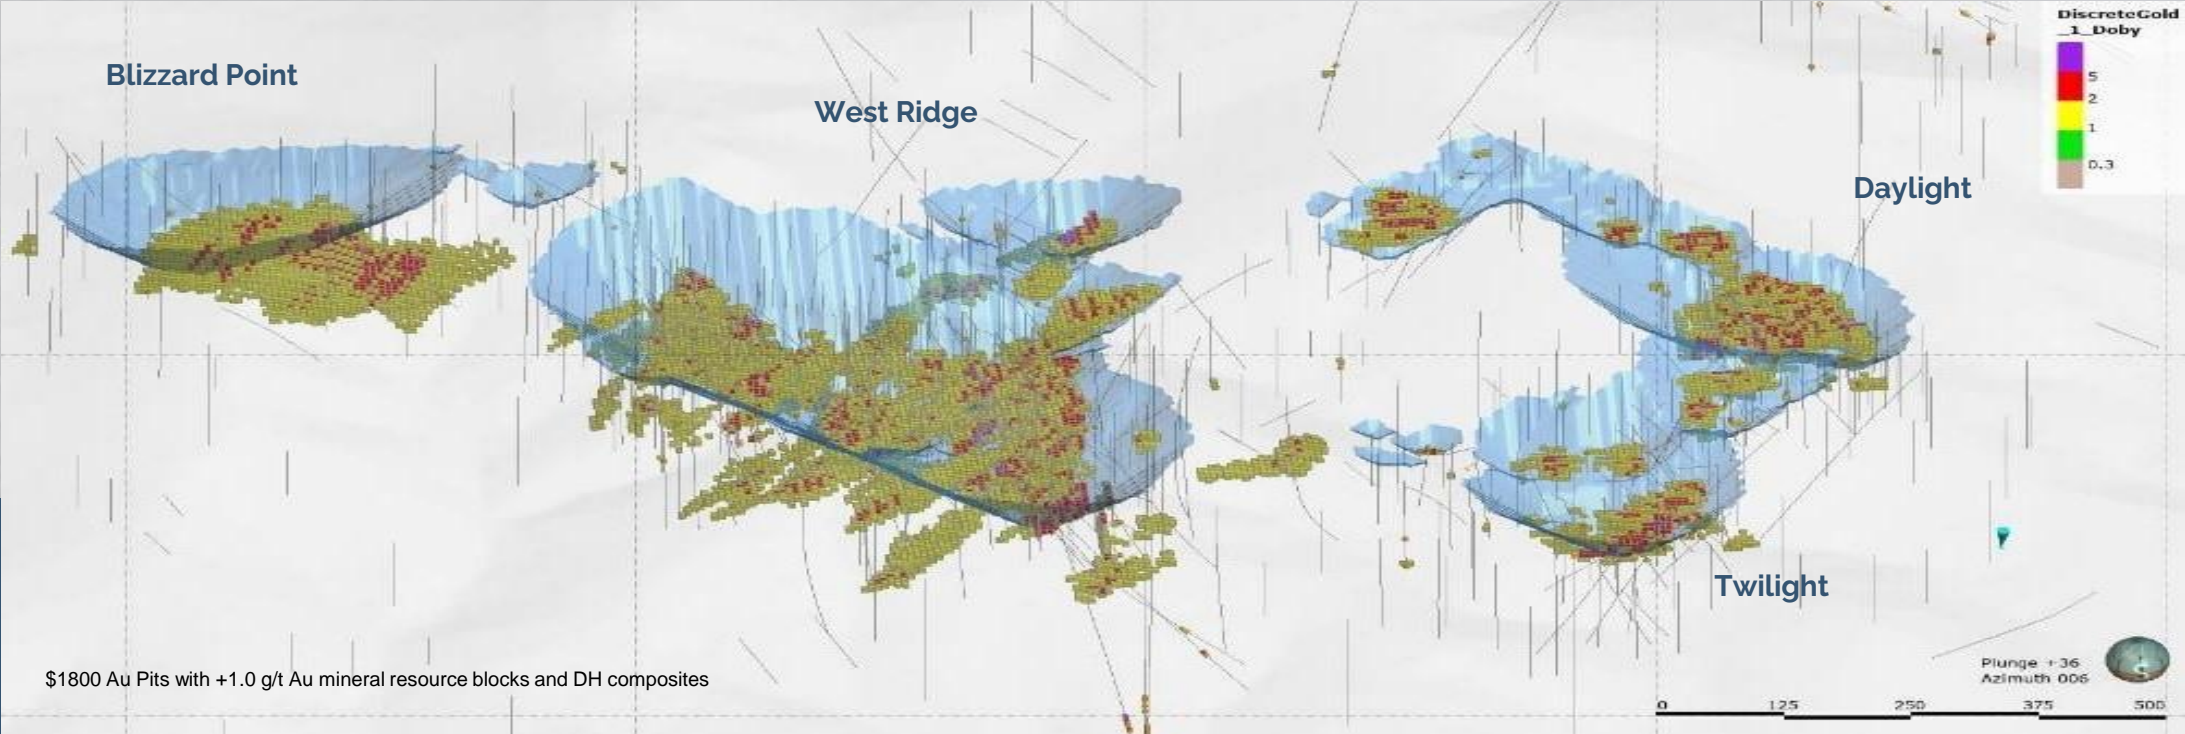 DiscreteGold
_1_Doby
Blizzard Point
5
2
West Ridge
1
0.3
Daylight
Twilight
$1800 Au Pits with +1.0 g/t Au mineral resource blocks and DH composites
Plunge +36
Azimuth 006
0 125 250 375 500